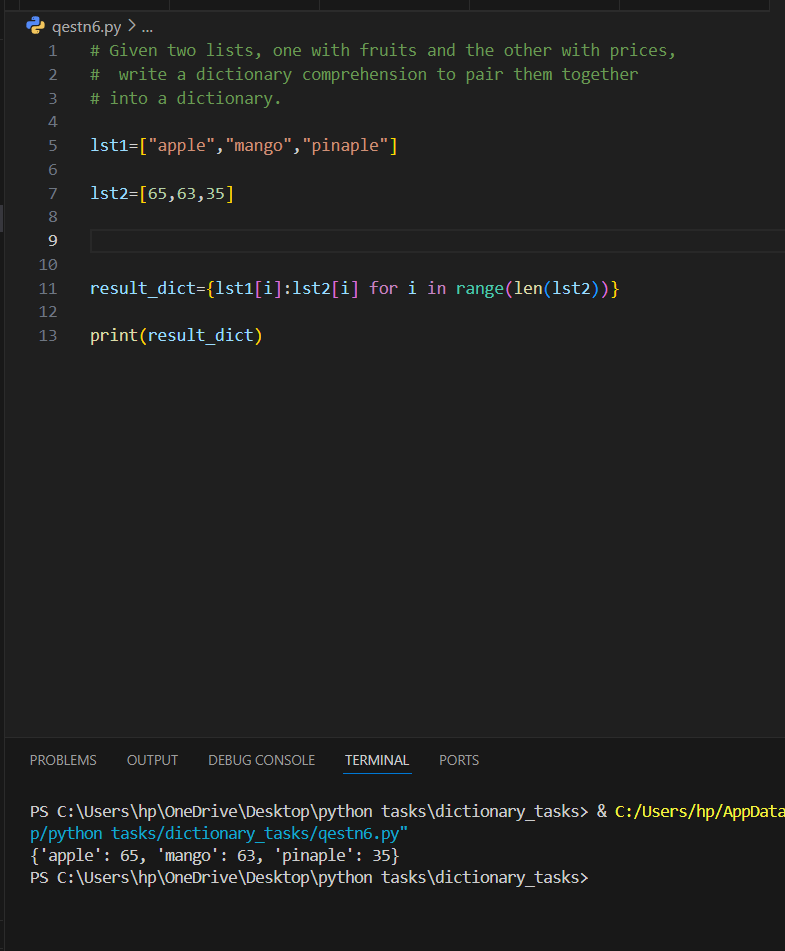 qestn6.py > ...
1 # Given two lists, one with fruits and the other with prices,
2 #  write a dictionary comprehension to pair them together
3 # into a dictionary.
4
5 lst1=["apple","mango","pinaple"]
6
7 lst2=[65,63,35]
8
9
10
11 result_dict={lst1[i]:lst2[i] for i in range(len(lst2))}
12
13 print(result_dict)
PROBLEMS OUTPUT DEBUG CONSOLE TERMINAL PORTS
PS C:\Users\hp\OneDrive\Desktop\python tasks\dictionary_tasks> & C:/Users/hp/AppData
p/python tasks/dictionary_tasks/qestn6.py"
{'apple': 65, 'mango': 63, 'pinaple': 35}
PS C:\Users\hp\OneDrive\Desktop\python tasks\dictionary_tasks>